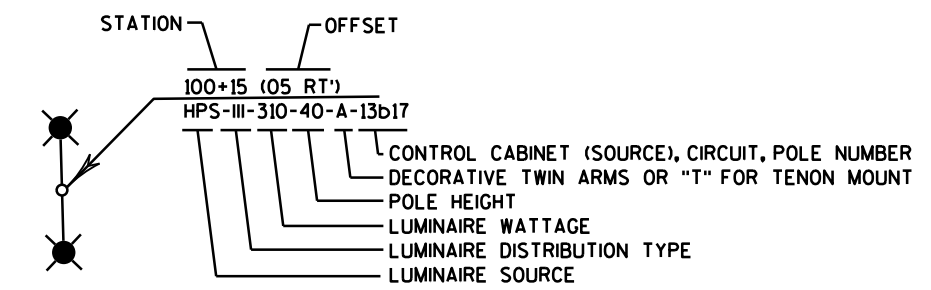 STATION
OFFSET
100+15 (05 RT')
HPS-III-310-40-A-13b17
CONTROL CABINET (SOURCE), CIRCUIT, POLE NUMBER
DECORATIVE TWIN ARMS OR "T" FOR TENON MOUNT
POLE HEIGHT
LUMINAIRE WATTAGE
LUMINAIRE DISTRIBUTION TYPE
LUMINAIRE SOURCE